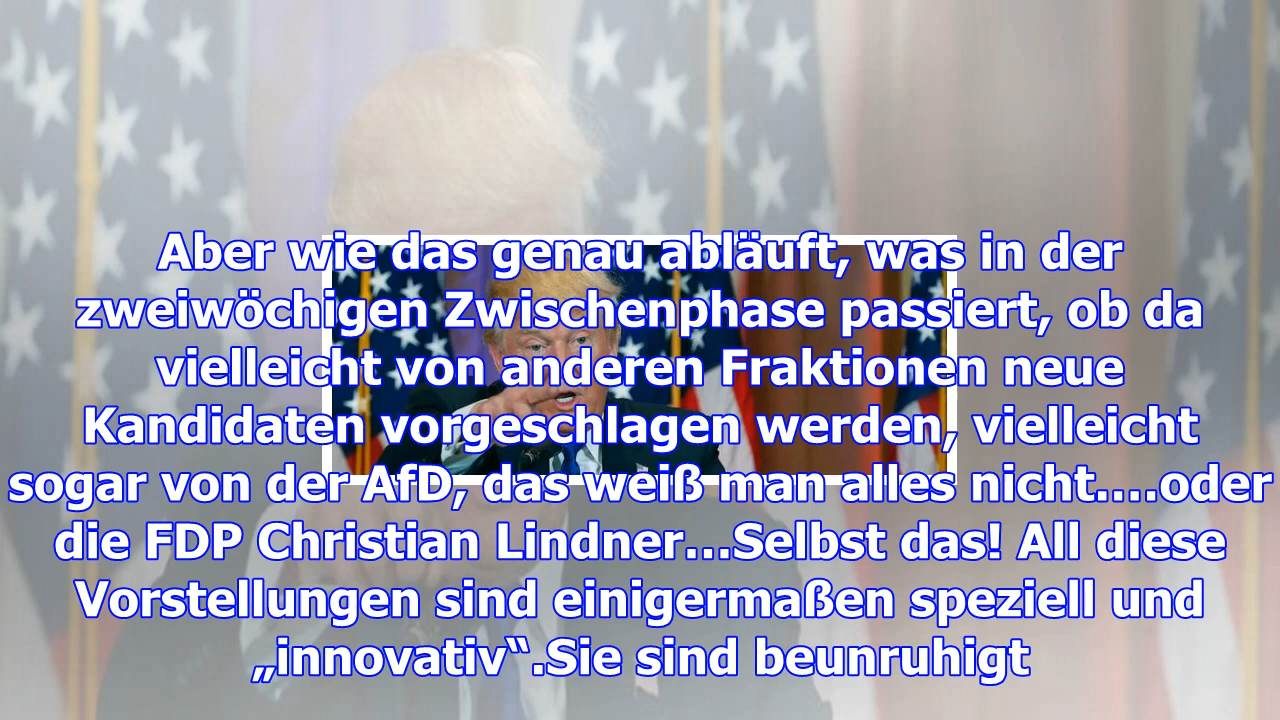 Aber wie das genau abläuft, was in der
zweiwöchigen Zwischenphase passiert, ob da
vielleicht von anderen Fraktionen neue
Kandidaten vorgeschlagen werden, vielleicht
sogar von der AfD, das weiß man alles nicht....oder
die FDP Christian Lindner...Selbst das! All diese
Vorstellungen sind einigermaßen speziell und
„innovativ“.Sie sind beunruhigt